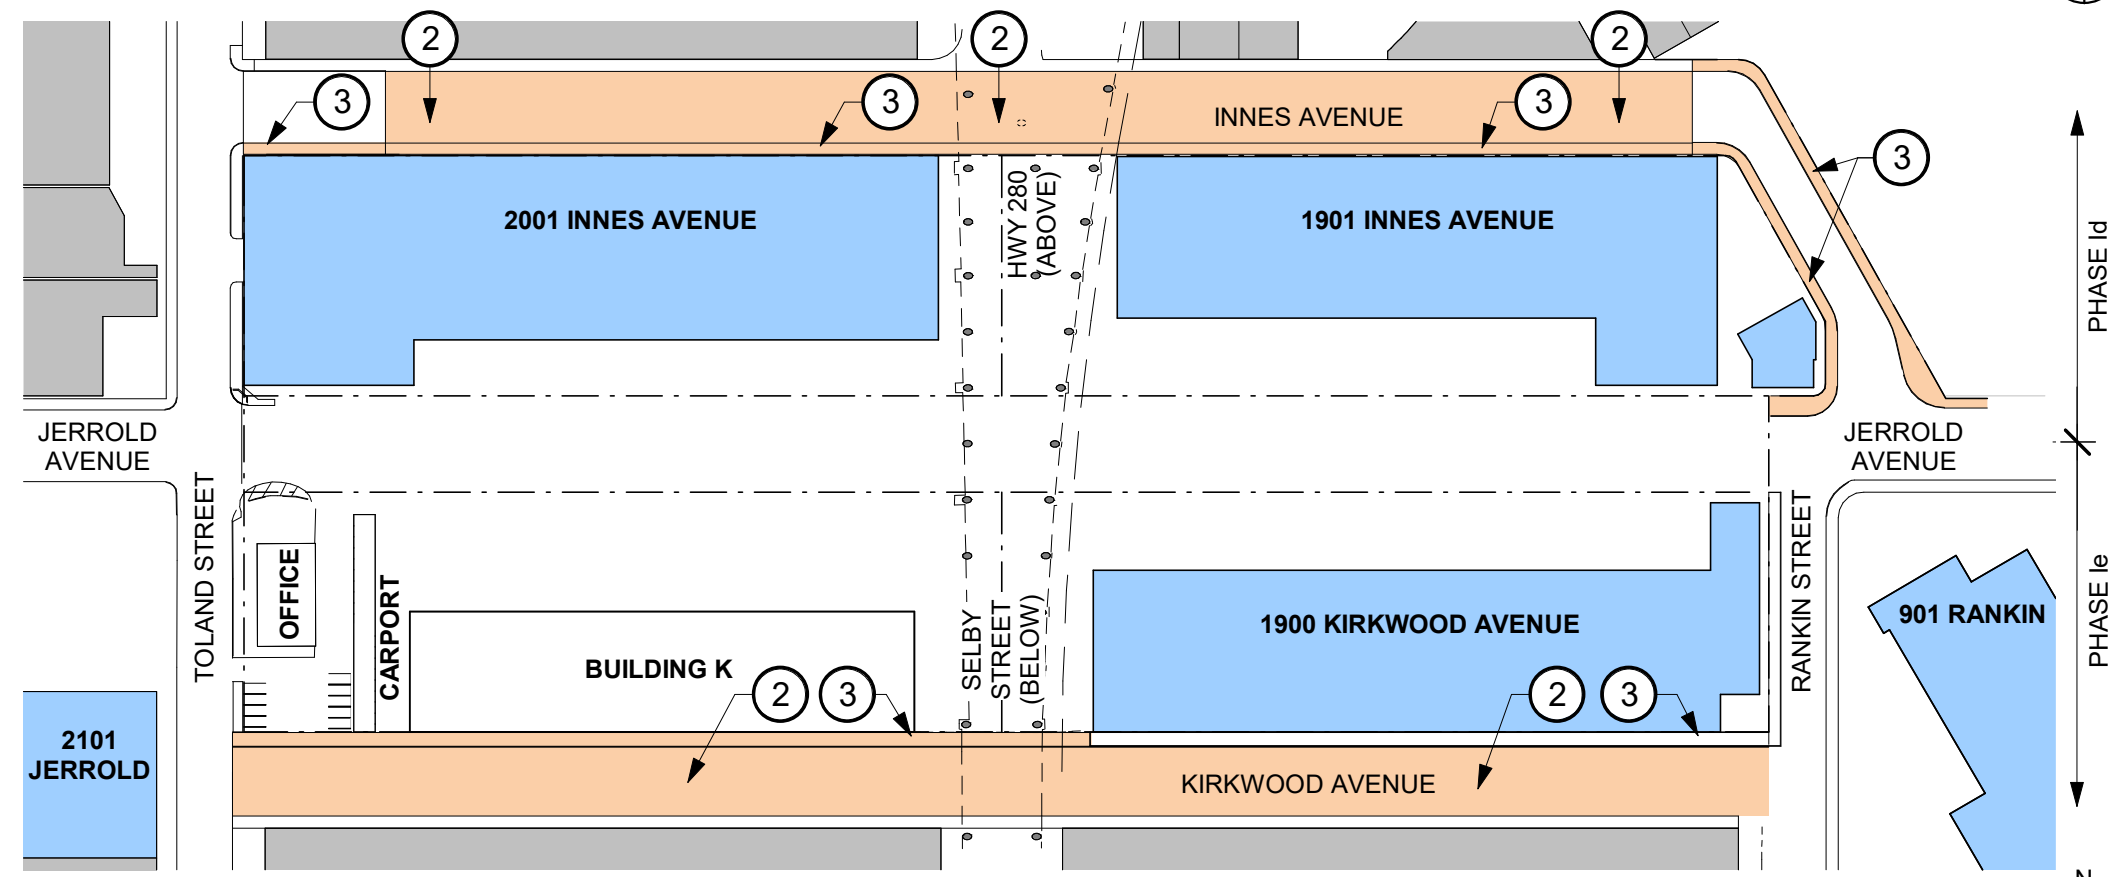 2
2
2
3
3
3
INNES AVENUE
3
2001 INNES AVENUE
HWY 280
(ABOVE)
1901 INNES AVENUE
PHASE Id
JERROLD
AVENUE
JERROLD
AVENUE
TOLAND STREET
OFFICE
CARPORT
BUILDING K
SELBY
STREET
(BELOW)
1900 KIRKWOOD AVENUE
RANKIN STREET
901 RANKIN
PHASE Ie
2
3
2
3
2101
JERROLD
KIRKWOOD AVENUE